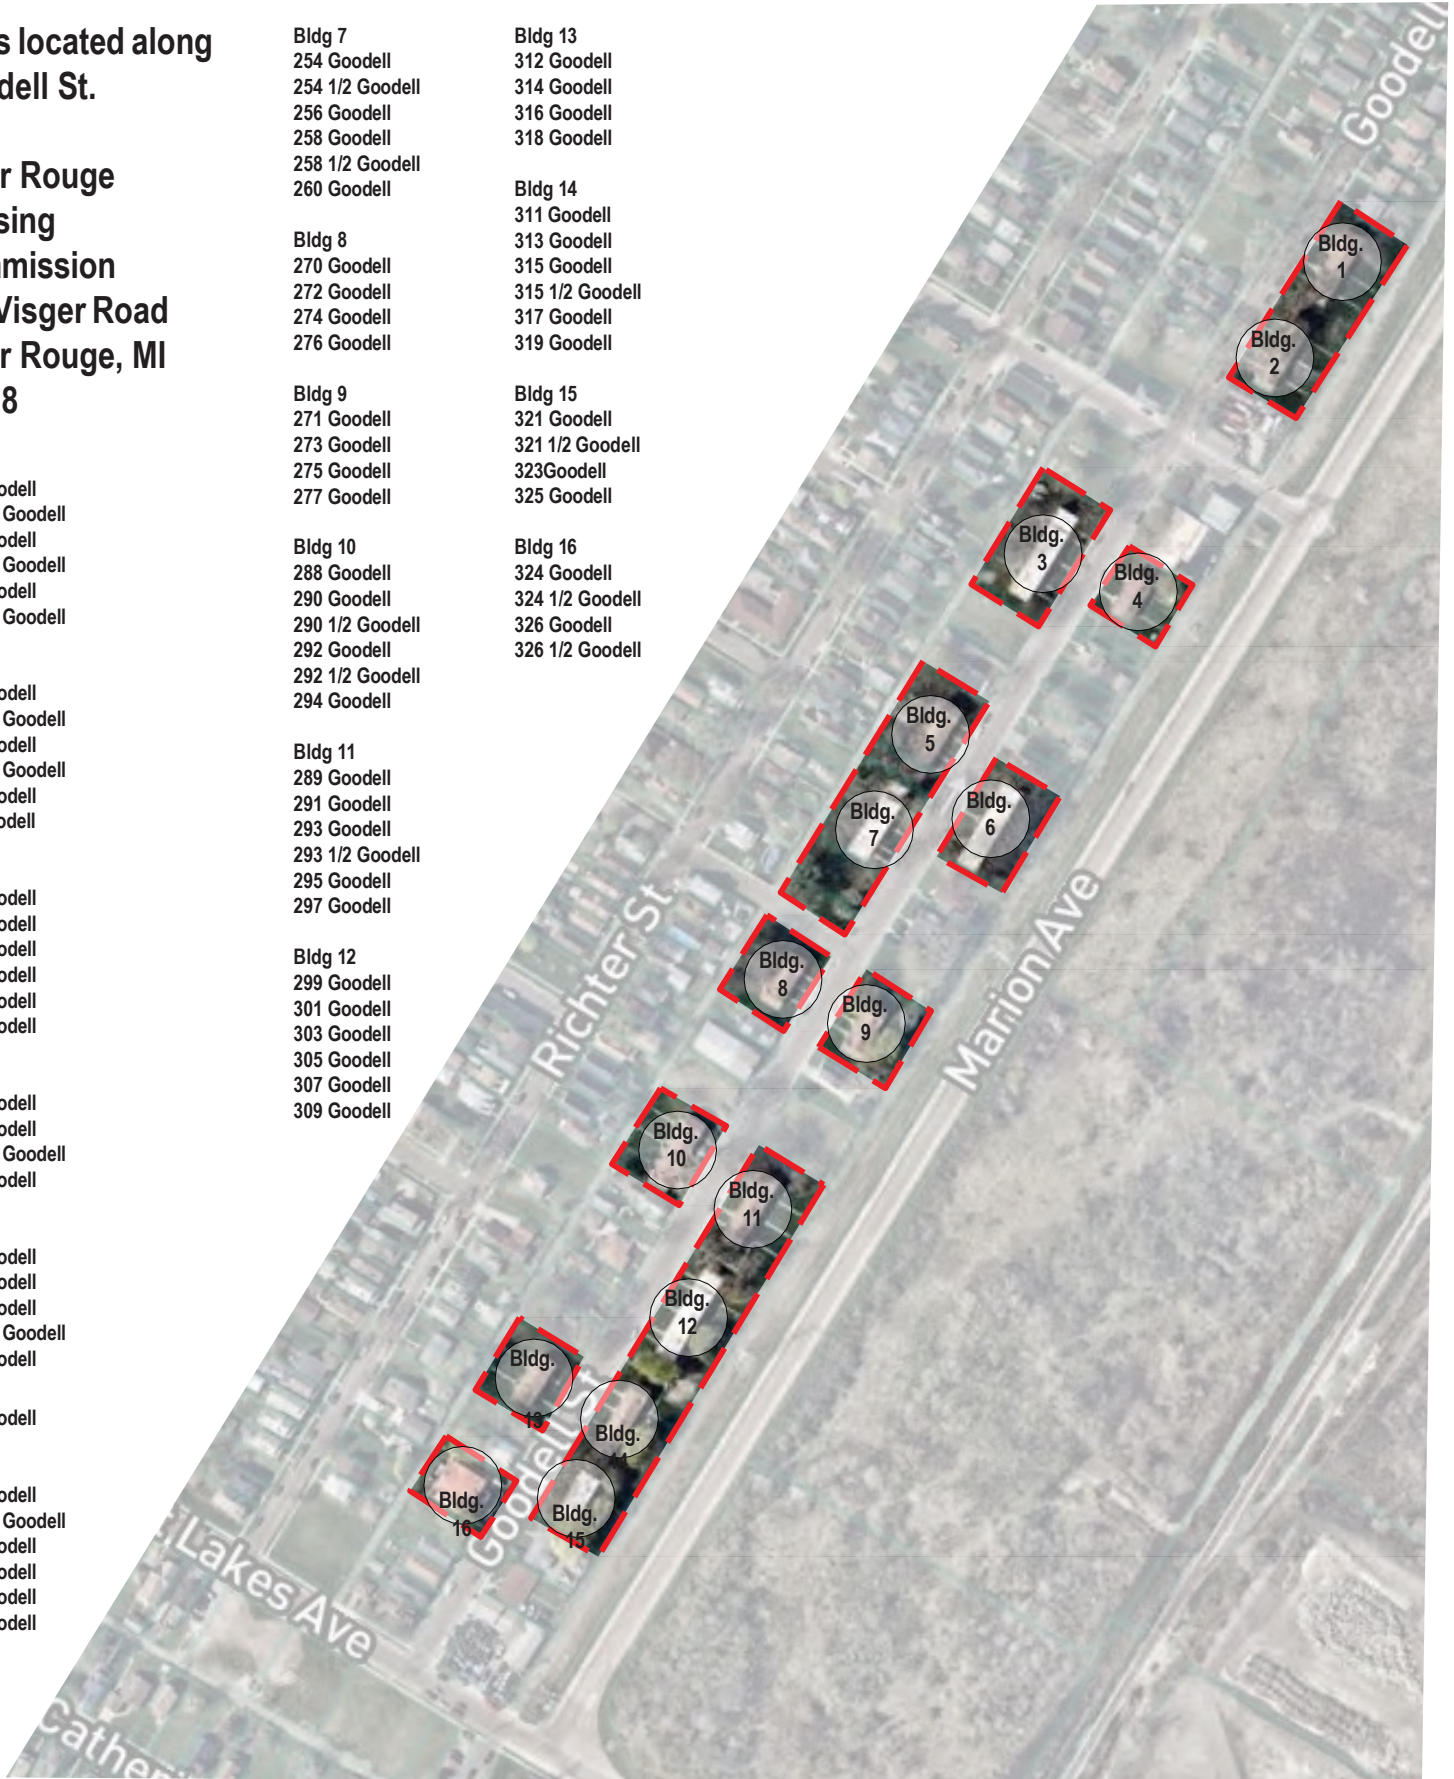 s located along
dell St.
r Rouge
sing
mission
Visger Road
r Rouge, MI
8
odell
Goodell
odell
Goodell
odell
Goodell
odell
Goodell
odell
Goodell
odell
odell
odell
odell
odell
odell
odell
odell
odell
odell
Goodell
odell
odell
odell
odell
Goodell
odell
odell
odell
Goodell
odell
odell
odell
odell
Bldg 7
254 Goodell
254 1/2 Goodell
256 Goodell
258 Goodell
258 1/2 Goodell
260 Goodell
Bldg 8
270 Goodell
272 Goodell
274 Goodell
276 Goodell
Bldg 9
271 Goodell
273 Goodell
275 Goodell
277 Goodell
Bldg 10
288 Goodell
290 Goodell
290 1/2 Goodell
292 Goodell
292 1/2 Goodell
294 Goodell
Bldg 11
289 Goodell
291 Goodell
293 Goodell
293 1/2 Goodell
295 Goodell
297 Goodell
Bldg 12
299 Goodell
301 Goodell
303 Goodell
305 Goodell
307 Goodell
309 Goodell
Bldg 13
312 Goodell
314 Goodell
316 Goodell
318 Goodell
Bldg 14
311 Goodell
313 Goodell
315 Goodell
315 1/2 Goodell
317 Goodell
319 Goodell
Bldg 15
321 Goodell
321 1/2 Goodell
323Goodell
325 Goodell
Bldg 16
324 Goodell
324 1/2 Goodell
326 Goodell
326 1/2 Goodell
Goodell
Bldg.
1
Bldg.
2
Bldg.
3
Bldg.
4
Bldg.
5
Bldg.
6
Bldg.
7
Bldg.
8
Bldg.
9
Richter St
Marion Ave
Bldg.
10
Bldg.
11
Bldg.
12
Bldg.
13
Bldg.
14
Bldg.
15
Bldg.
16
Goodell St
Lakes Ave
Catheri